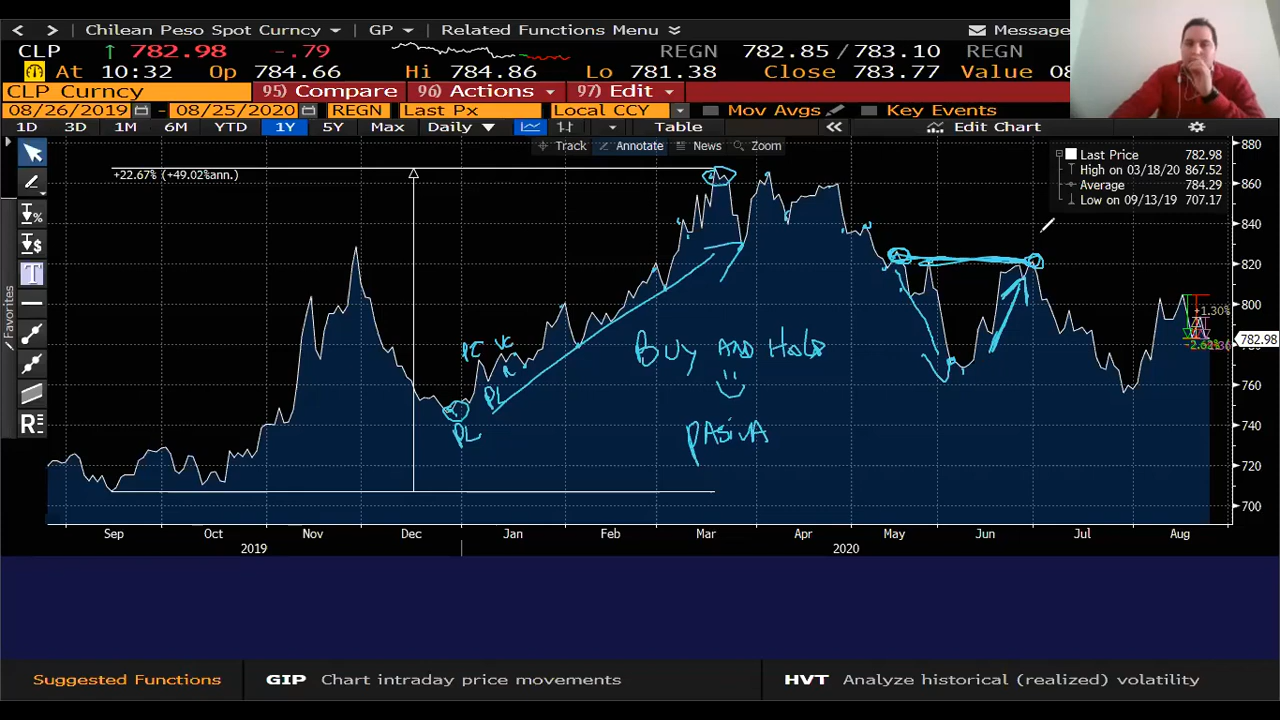 < > Chilean Peso Spot Curncy GP Related Functions Menu Message
CLP ↑ 782.98 -.79 REGN 782.85 / 783.10 REGN
At 10:32 Op 784.66 Hi 784.86 Lo 781.38 Close 783.77 Value 08
CLP Curncy 95) Compare 96) Actions 97) Edit
08/26/2019 - 08/25/2020 REGN Last Px Local CCY Mov Avgs Key Events
1D 3D 1M 6M YTD 1Y 5Y Max Daily Table « Edit Chart
Track Annotate News Zoom
Last Price 782.98
High on 03/18/20 867.52
Average 784.29
Low on 09/13/19 707.17
+22.67% (+49.02%ann.)
880
860
840
820
800
+1.30%
782.98
760
740
720
700
Favorites
PL
PL
Buy AND Hold
PASIVA
Sep Oct Nov Dec Jan Feb Mar Apr May Jun Jul Aug
2019 2020
Suggested Functions GIP Chart intraday price movements HVT Analyze historical (realized) volatility